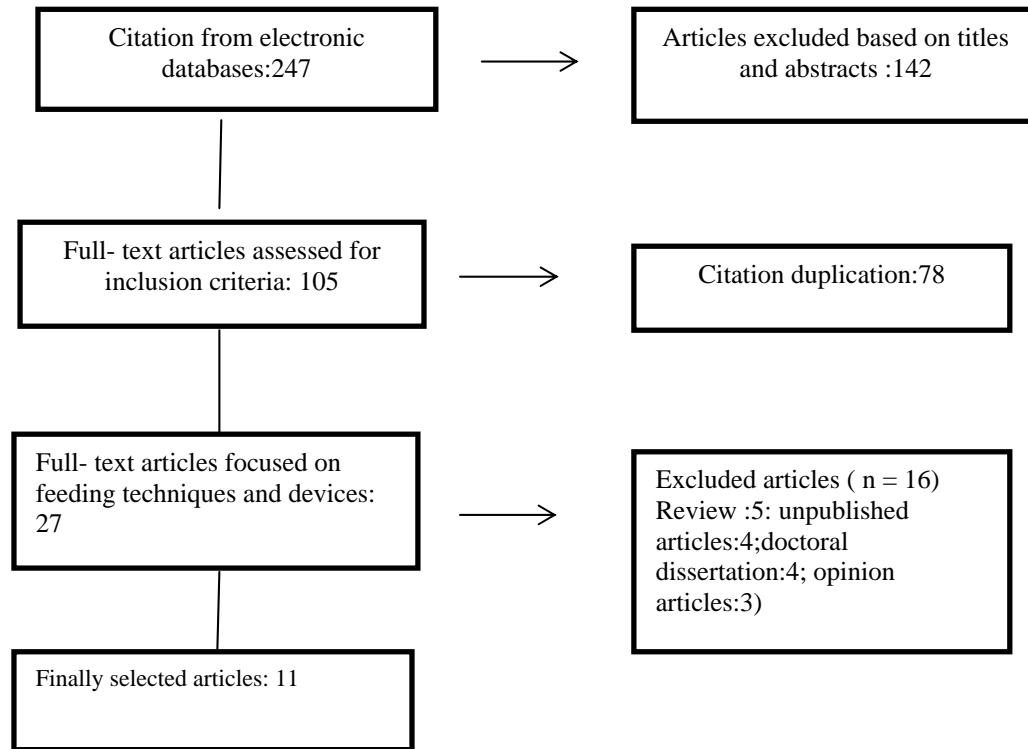 Citation from electronic
databases:247
Articles excluded based on titles
and abstracts :142
Full- text articles assessed for
inclusion criteria: 105
Citation duplication:78
Full- text articles focused on
feeding techniques and devices:
27
Excluded articles ( n = 16)
Review :5: unpublished
articles:4;doctoral
dissertation:4; opinion
articles:3)
Finally selected articles: 11